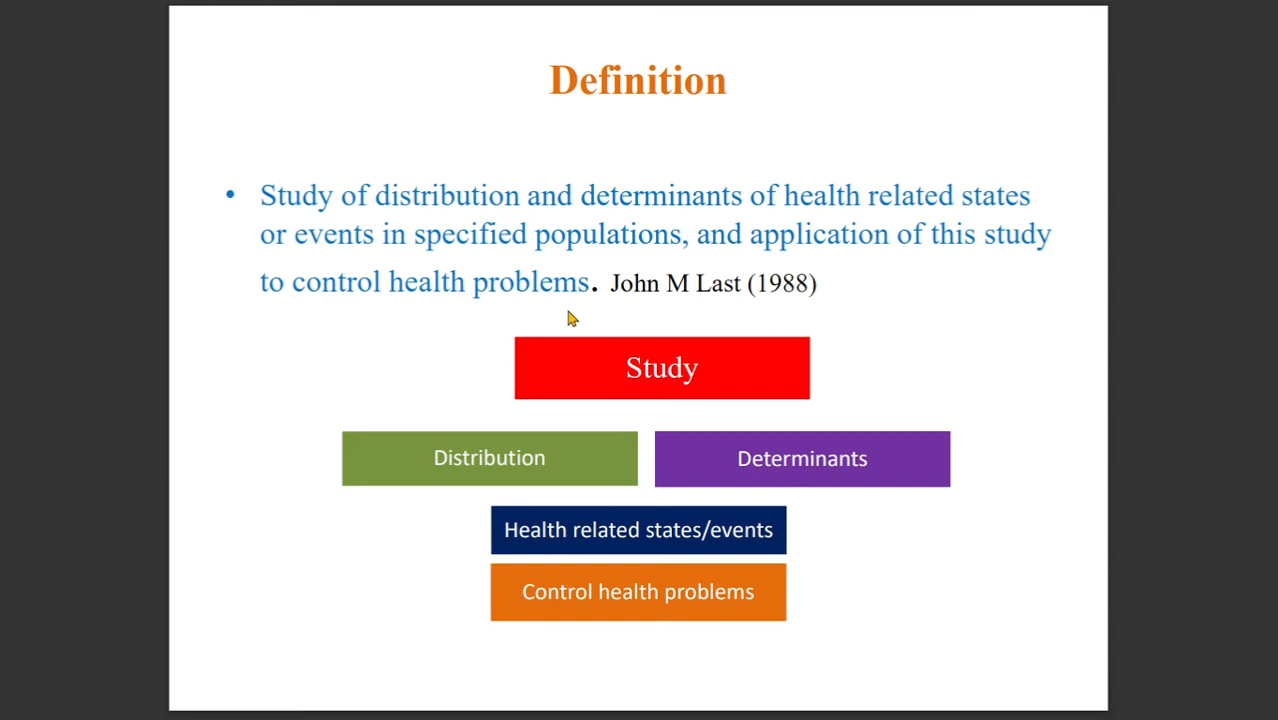 Definition
• Study of distribution and determinants of health related states
or events in specified populations, and application of this study
to control health problems. John M Last (1988)
Study
Distribution
Determinants
Health related states/events
Control health problems